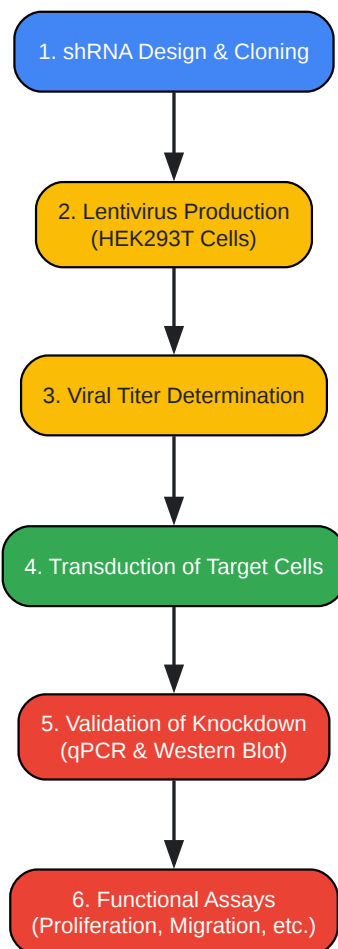 1. shRNA Design & Cloning
2. Lentivirus Production
(HEK293T Cells)
3. Viral Titer Determination
4. Transduction of Target Cells
5. Validation of Knockdown
(qPCR & Western Blot)
6. Functional Assays
(Proliferation, Migration, etc.)